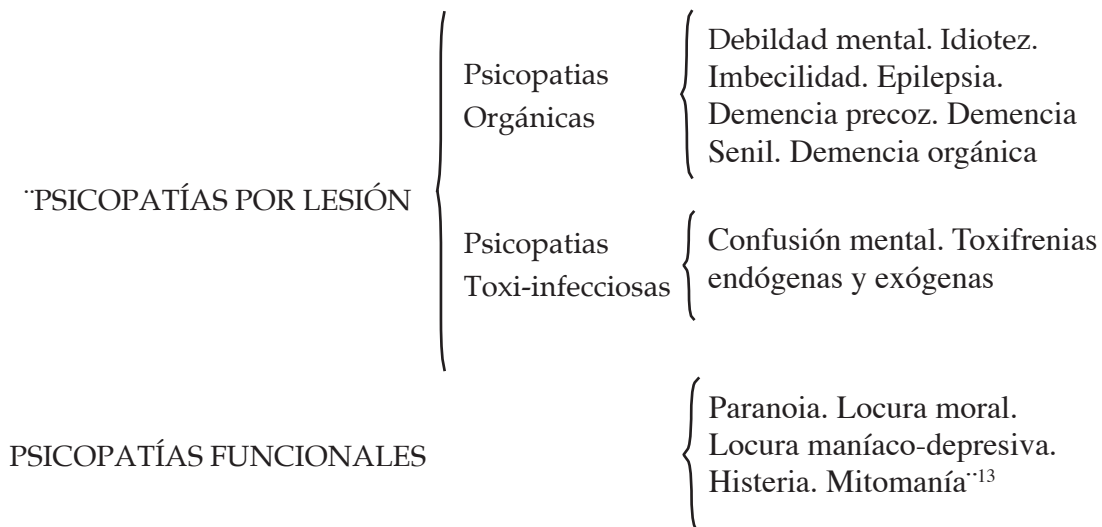 ¨PSICOPATÍAS POR LESIÓN
Psicopatias
Orgánicas
Debildad mental. Idiotez.
Imbecilidad. Epilepsia.
Demencia precoz. Demencia
Senil. Demencia orgánica
Psicopatias
Toxi-infecciosas
Confusión mental. Toxifrenias
endógenas y exógenas
PSICOPATÍAS FUNCIONALES
Paranoia. Locura moral.
Locura maníaco-depresiva.
Histeria. Mitomanía¨13